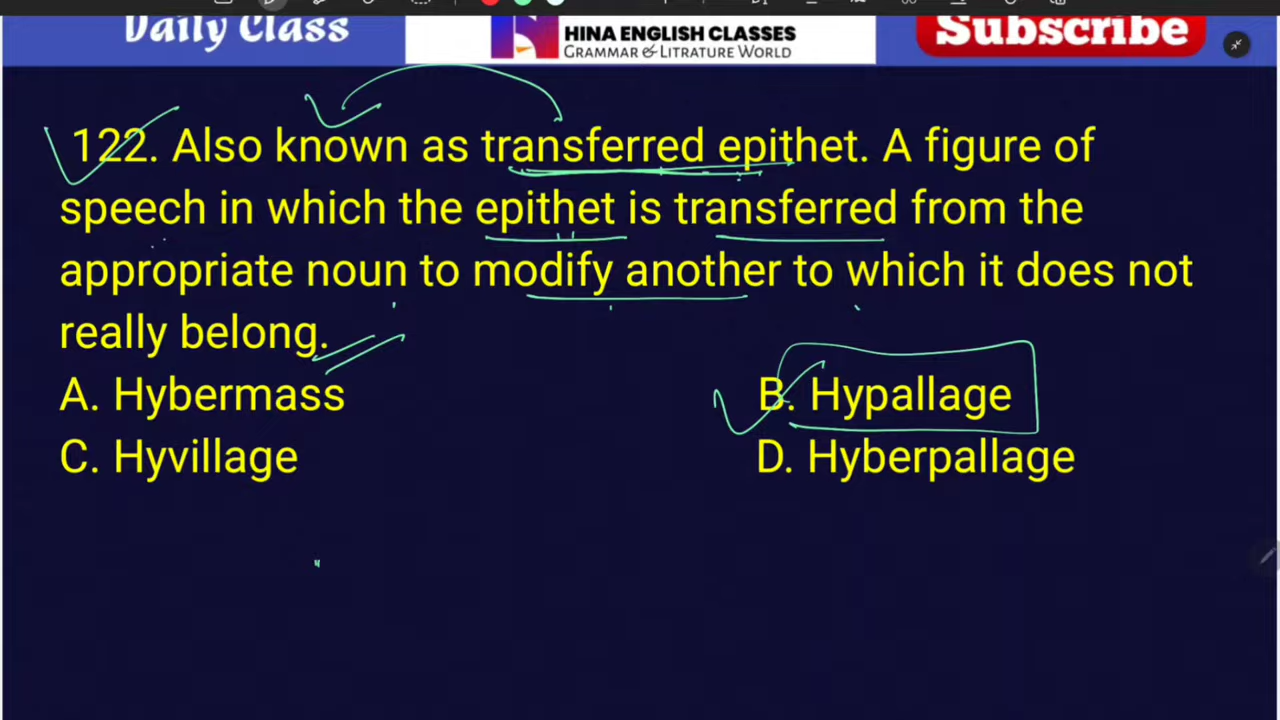 Daily Class
HINA ENGLISH CLASSES
GRAMMAR & LITRATURE WORLD
Subscribe
122. Also known as transferred epithet. A figure of
speech in which the epithet is transferred from the
appropriate noun to modify another to which it does not
really belong.
A. Hybermass
B. Hypallage
C. Hyvillage
D. Hyberpallage